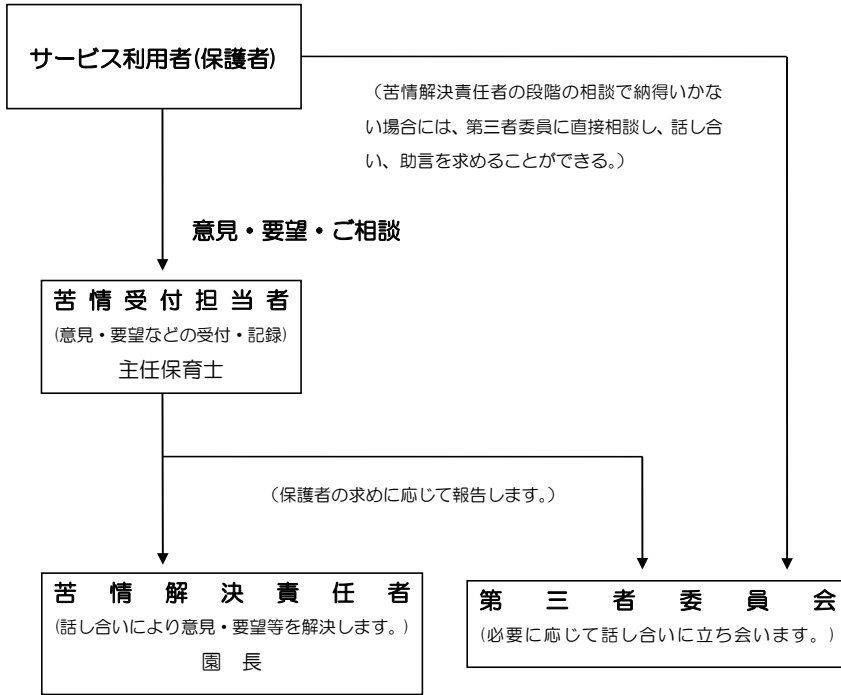 サービス利用者(保護者)
（苦情解決責任者の段階の相談で納得いかな
い場合には、第三者委員に直接相談し、話し合
い、助言を求めることができる。）
意見・要望・ご相談
苦情受付担当者
(意見・要望などの受付・記録)
主任保育士
（保護者の求めに応じて報告します。）
苦情解決責任者
(話し合いにより意見・要望等を解決します。)
園 長
第三者委員会
(必要に応じて話し合いに立ち会います。)